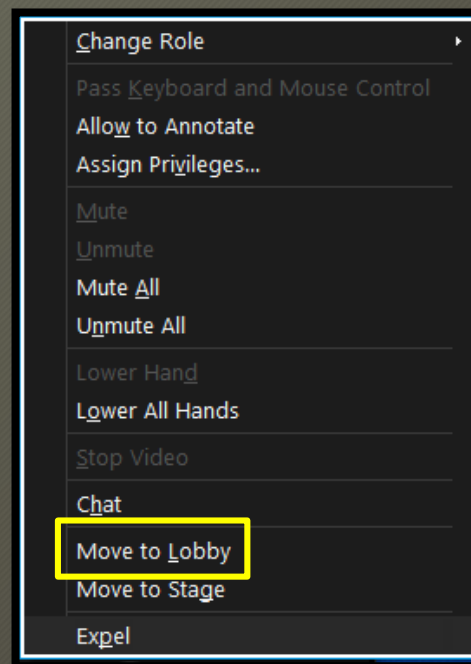 Change Role
Pass Keyboard and Mouse Control
Allow to Annotate
Assign Privileges...
Mute
Unmute
Mute All
Unmute All
Lower Hand
Lower All Hands
Stop Video
Chat
Move to Lobby
Move to Stage
Expel